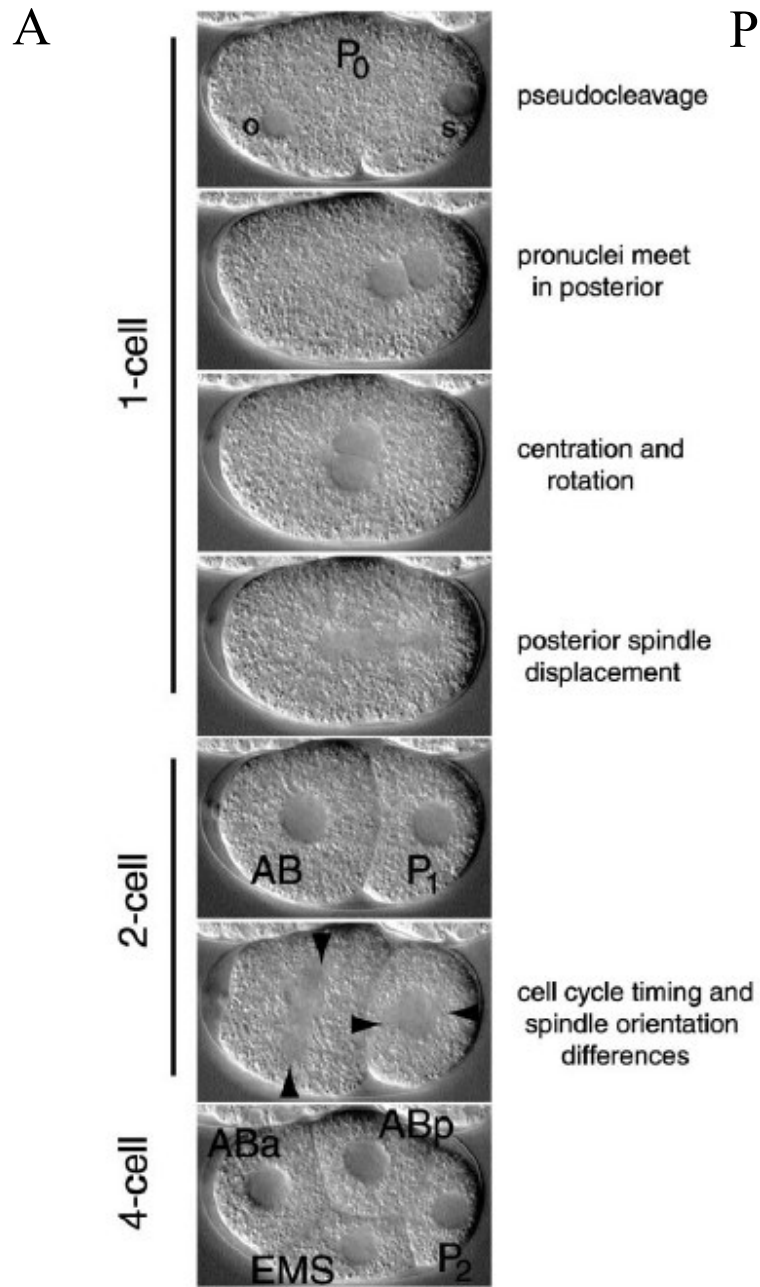 A
P
P0
o
s
pseudocleavage
pronuclei meet
in posterior
1-cell
centration and
rotation
posterior spindle
displacement
AB
P1
2-cell
cell cycle timing and
spindle orientation
differences
ABa
ABp
4-cell
EMS
P2